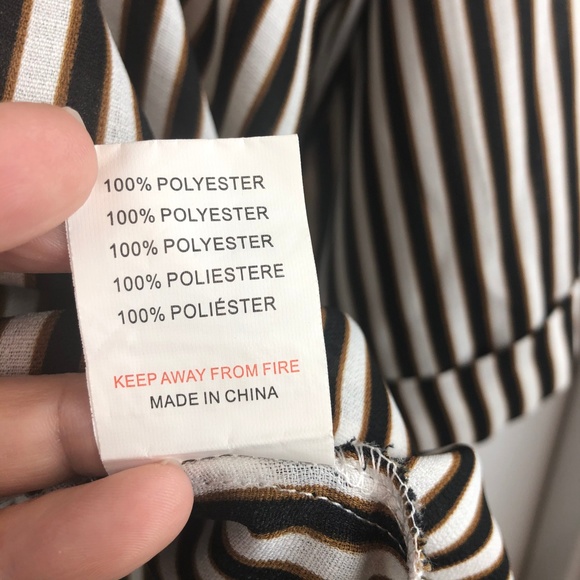 100% POLYESTER
100% POLYESTER
100% POLYESTER
100% POLIESTERE
100% POLIÉSTER
KEEP AWAY FROM FIRE
MADE IN CHINA